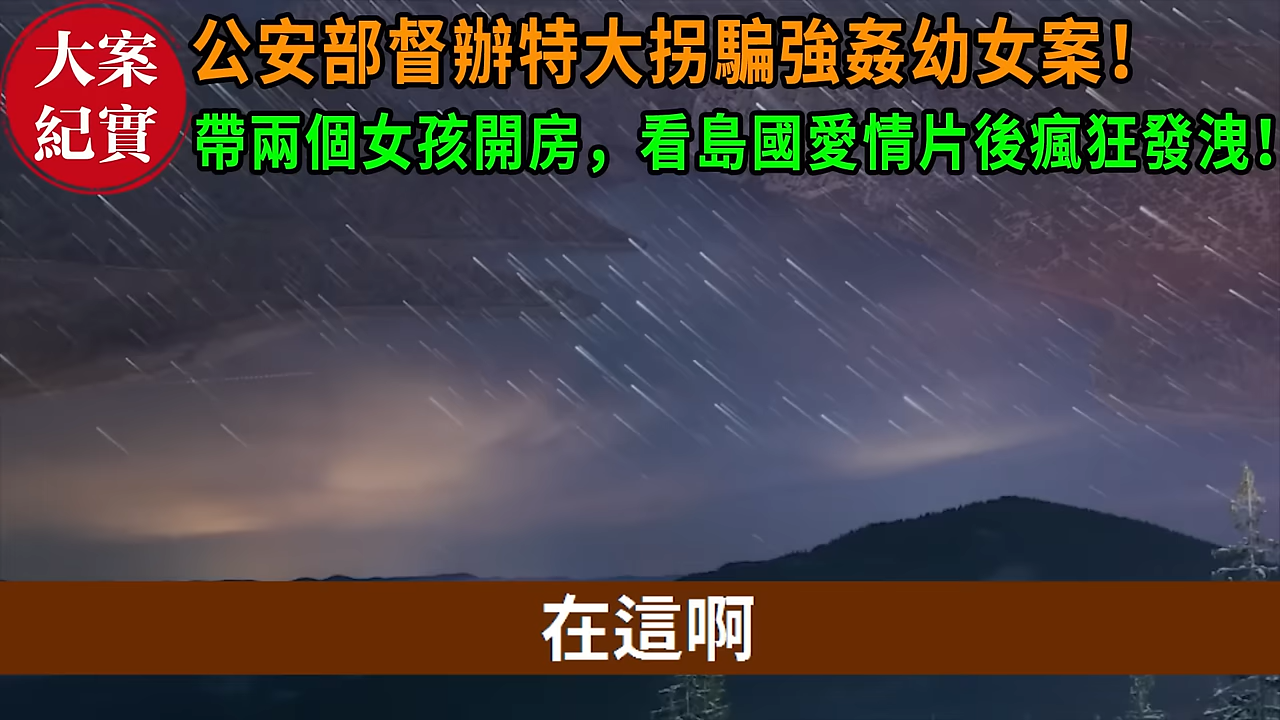 大案
紀實
公安部督辦特大拐騙強姦幼女案！
帶兩個女孩開房，看島國愛情片後瘋狂發洩！
在這啊